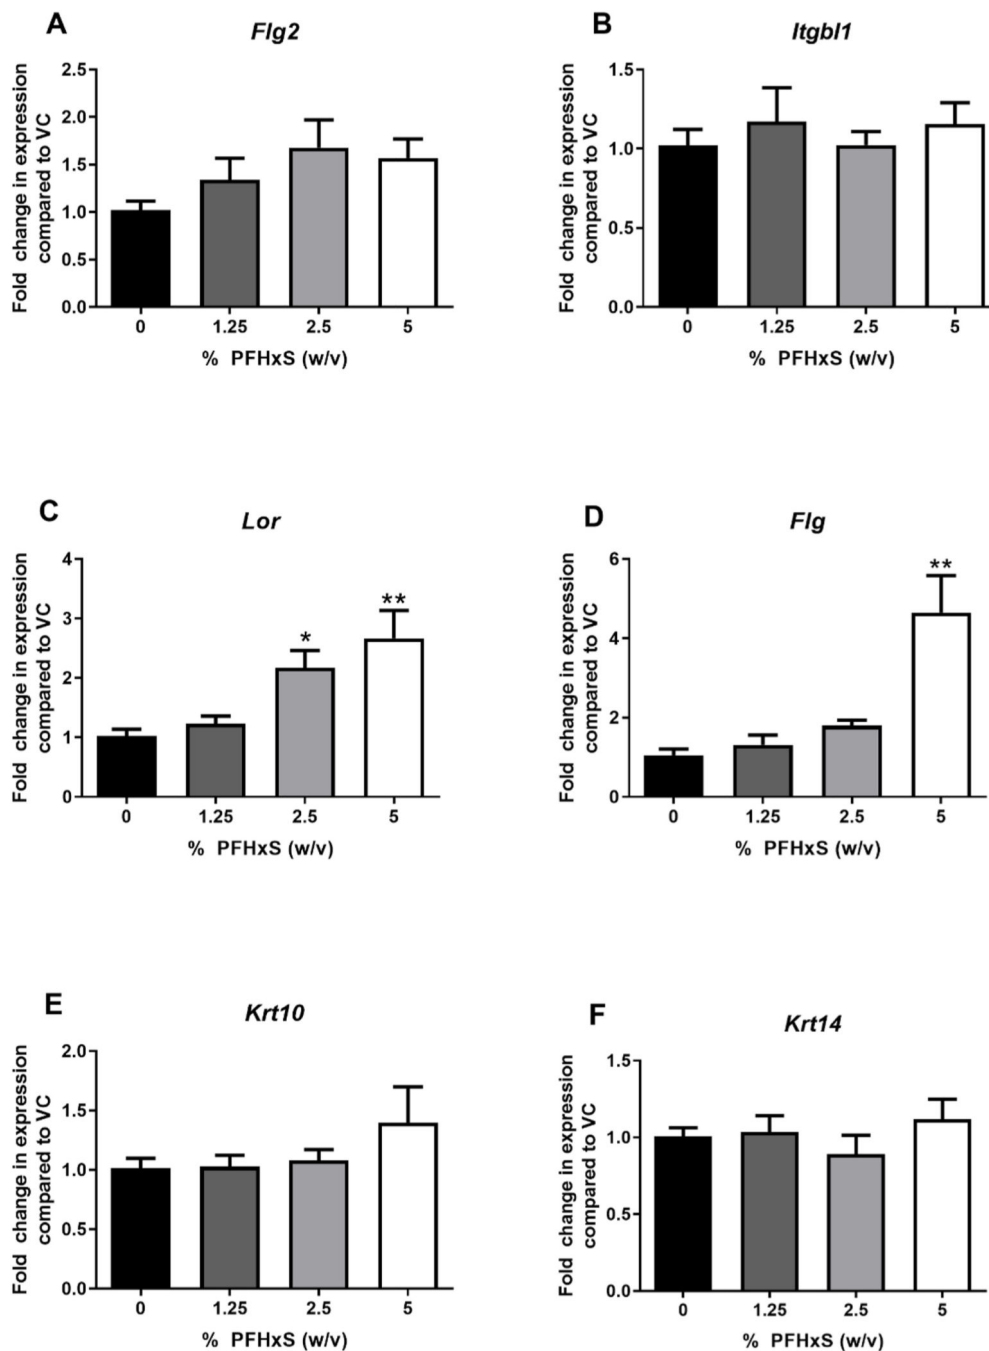 A
Flg2
Fold change in expression
compared to VC
2.5
2.0
1.5
1.0
0.5
0.0
0 1.25 2.5 5
% PFHxS (w/v)
B
Itgbl1
Fold change in expression
compared to VC
1.5
1.0
0.5
0.0
0 1.25 2.5 5
% PFHxS (w/v)
C
Lor
Fold change in expression
compared to VC
4
3
2
1
0
*
**
0 1.25 2.5 5
% PFHxS (w/v)
D
Flg
Fold change in expression
compared to VC
6
4
2
0
**
0 1.25 2.5 5
% PFHxS (w/v)
E
Krt10
Fold change in expression
compared to VC
2.0
1.5
1.0
0.5
0.0
0 1.25 2.5 5
% PFHxS (w/v)
F
Krt14
Fold change in expression
compared to VC
1.5
1.0
0.5
0.0
0 1.25 2.5 5
% PFHxS (w/v)